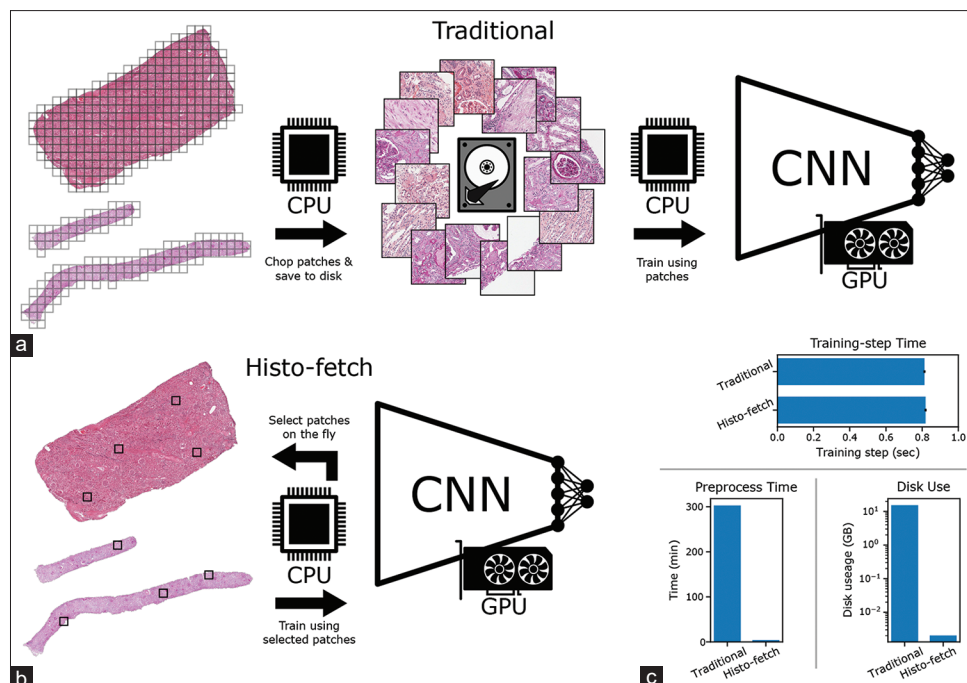 Traditional
CPU
Chop patches &
save to disk
CPU
Train using
patches
CNN
GPU
a
Histo-fetch
Select patches
on the fly
CPU
Train using
selected patches
CNN
GPU
b
Training-step Time
Traditional
Histo-fetch
0.0 0.2 0.4 0.6 0.8 1.0
Training step (sec)
Preprocess Time
Time (min)
300
200
100
0
Traditional Histo-fetch
Disk Use
Disk useage (GB)
10¹
10⁰
10⁻¹
10⁻²
Traditional Histo-fetch
c